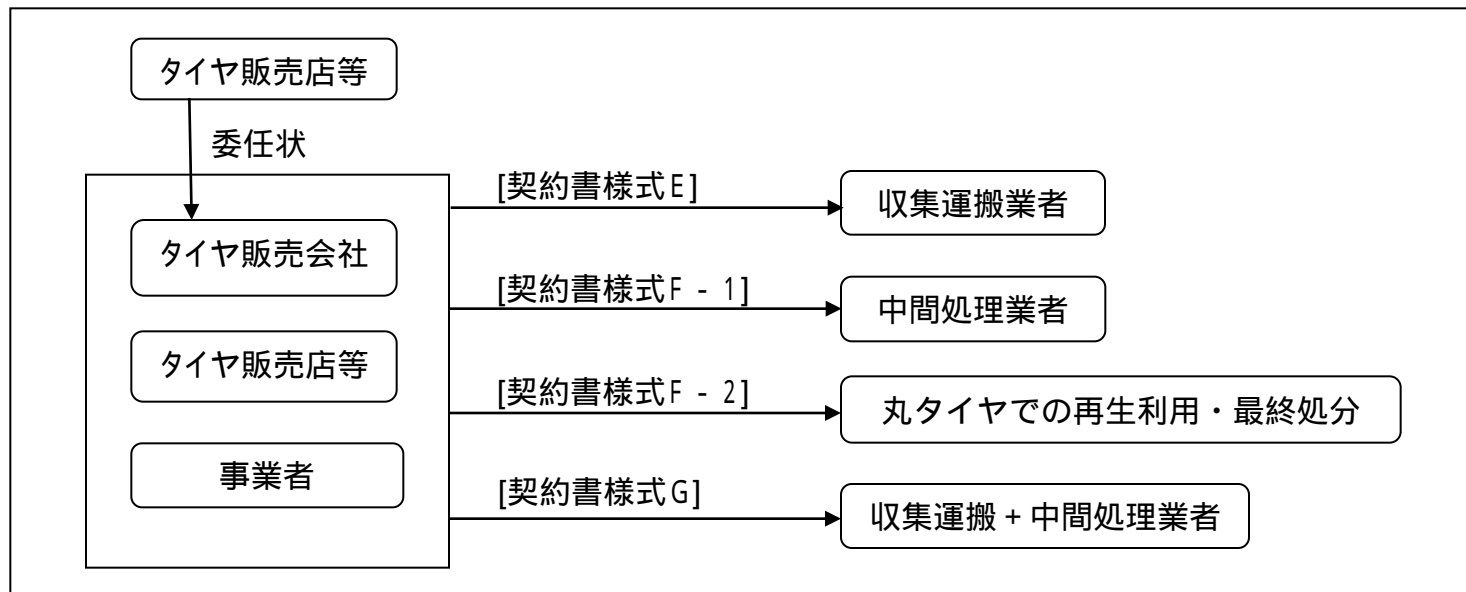 タイヤ販売店等
委任状
[契約書様式E]
収集運搬業者
タイヤ販売会社
[契約書様式F - 1]
中間処理業者
タイヤ販売店等
[契約書様式F - 2]
丸タイヤでの再生利用・最終処分
事業者
[契約書様式G]
収集運搬 + 中間処理業者